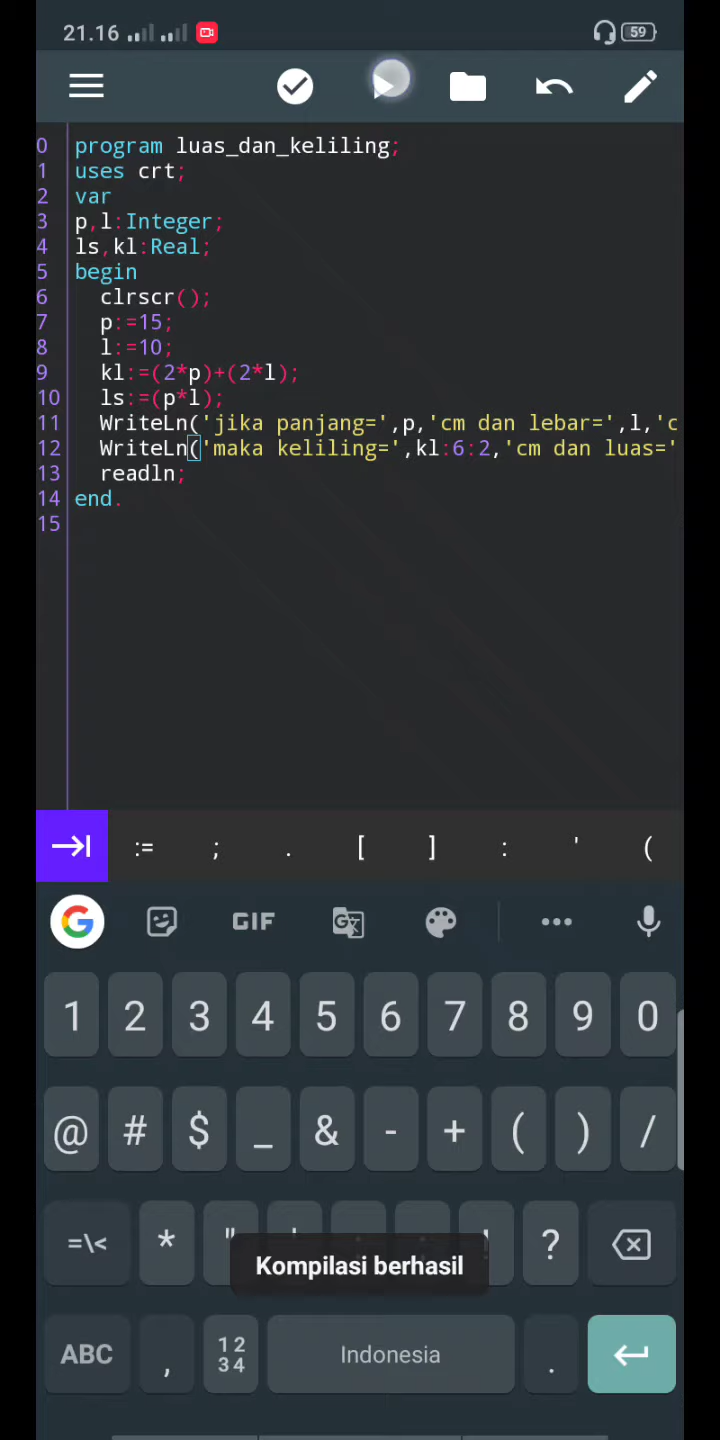 21.16
59
0 program luas_dan_keliling;
1 uses crt;
2 var
3 p,l:Integer;
4 ls,kl:Real;
5 begin
6 clrscr();
7 p:=15;
8 l:=10;
9 kl:=(2*p)+(2*l);
10 ls:=(p*l);
11 WriteLn('jika panjang=',p,'cm dan lebar=',l,'c
12 WriteLn('maka keliling=',kl:6:2,'cm dan luas='
13 readln;
14 end.
15
:= ; . [ ] : ' (
G GIF G
1 2 3 4 5 6 7 8 9 0
@ # $ _ & - + ( ) /
=\< * " ' : ; ! ?
Kompilasi berhasil
ABC , 12 34 Indonesia .